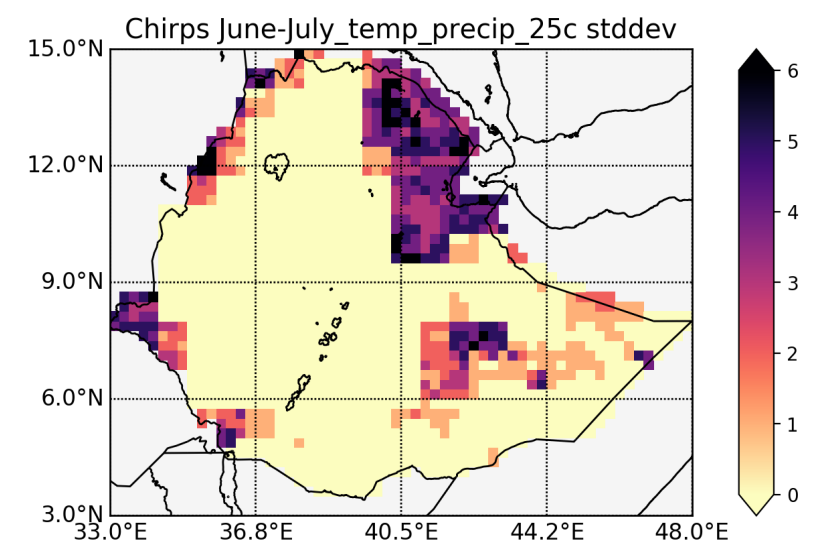 Chirps June-July_temp_precip_25c stddev
15.0°N
12.0°N
9.0°N
6.0°N
3.0°N
33.0°E 36.8°E 40.5°E 44.2°E 48.0°E
6
5
4
3
2
1
0